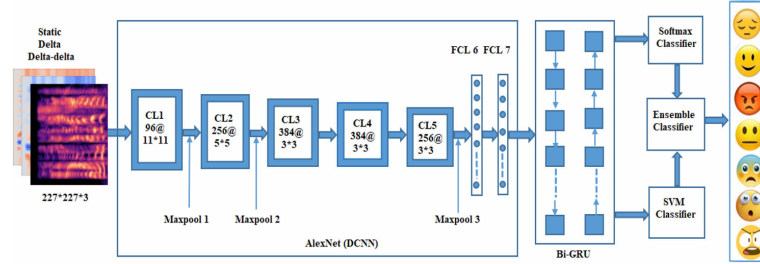 Static
Delta
Delta-delta
227*227*3
CL1
96@
11*11
CL2
256@
5*5
CL3
384@
3*3
CL4
384@
3*3
CL5
256@
3*3
FCL 6 FCL 7
Maxpool 1
Maxpool 2
Maxpool 3
AlexNet (DCNN)
Bi-GRU
Softmax
Classifier
Ensemble
Classifier
SVM
Classifier